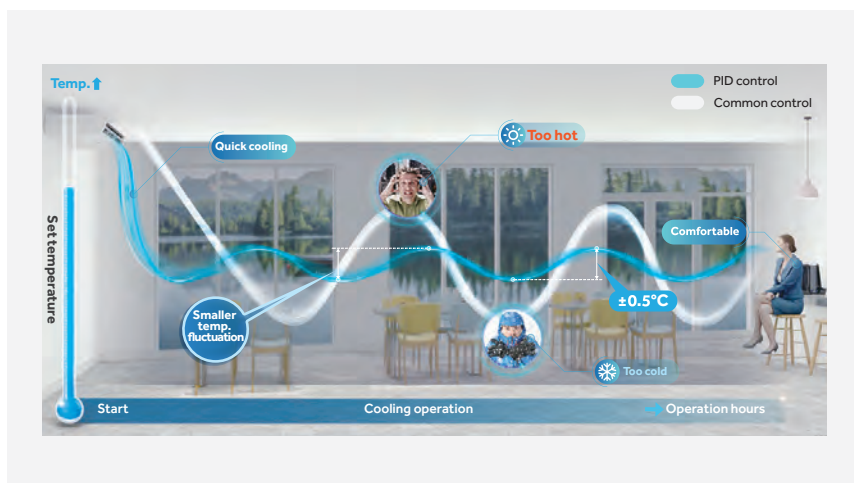 Temp.
PID control
Common control
Quick cooling
Too hot
Set temperature
Comfortable
Smaller
temp.
fluctuation
±0.5°C
Too cold
Start
Cooling operation
Operation hours